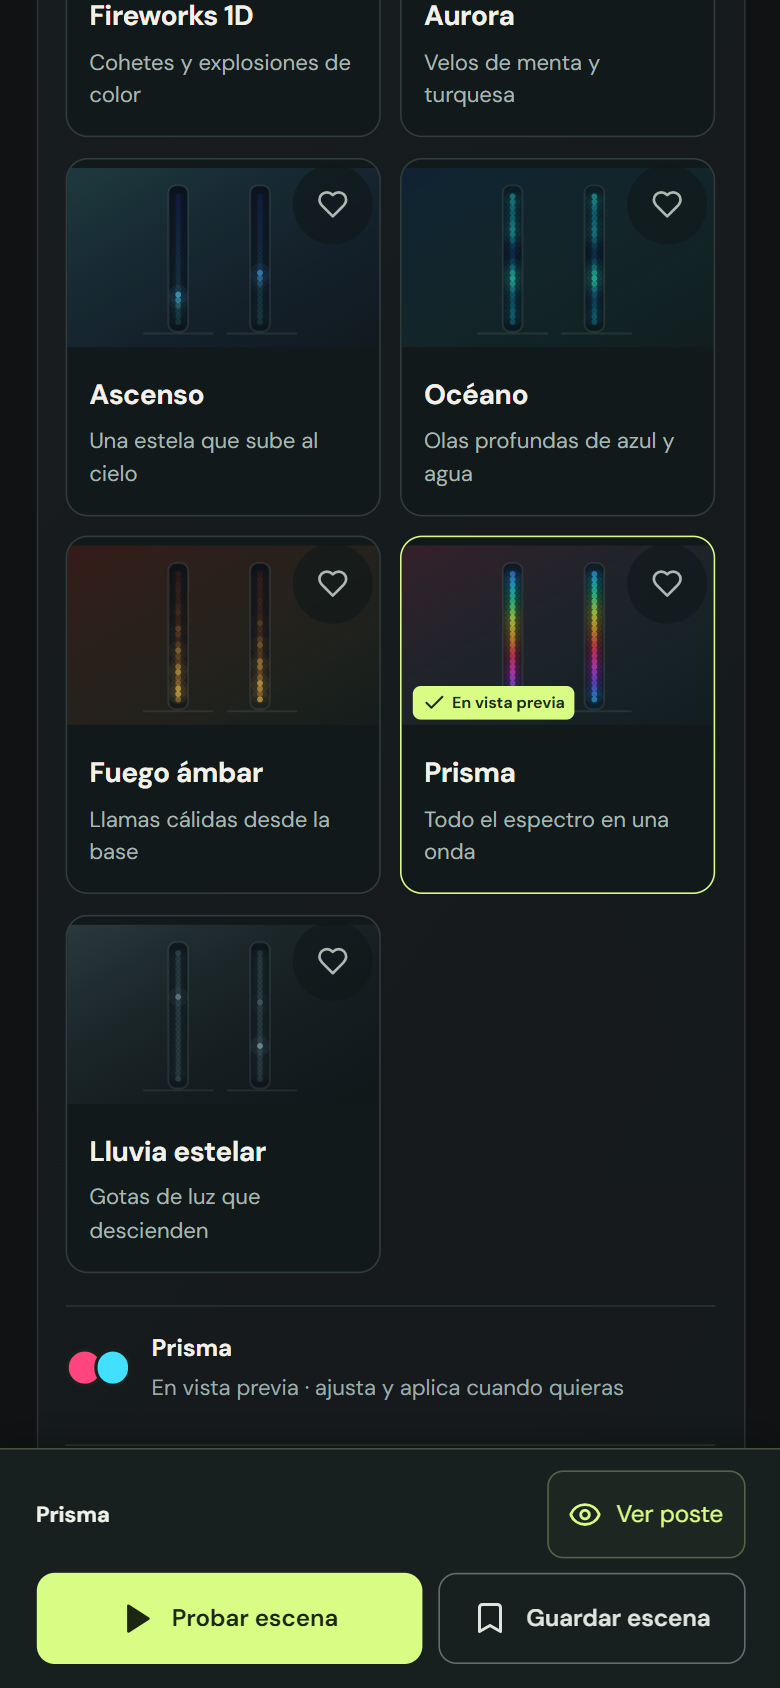 Fireworks 1D
Cohetes y explosiones de
color
Aurora
Velos de menta y
turquesa
Ascenso
Una estela que sube al
cielo
Océano
Olas profundas de azul y
agua
Fuego ámbar
Llamas cálidas desde la
base
En vista previa
Prisma
Todo el espectro en una
onda
Lluvia estelar
Gotas de luz que
descienden
Prisma
En vista previa · ajusta y aplica cuando quieras
Prisma
Ver poste
Probar escena
Guardar escena